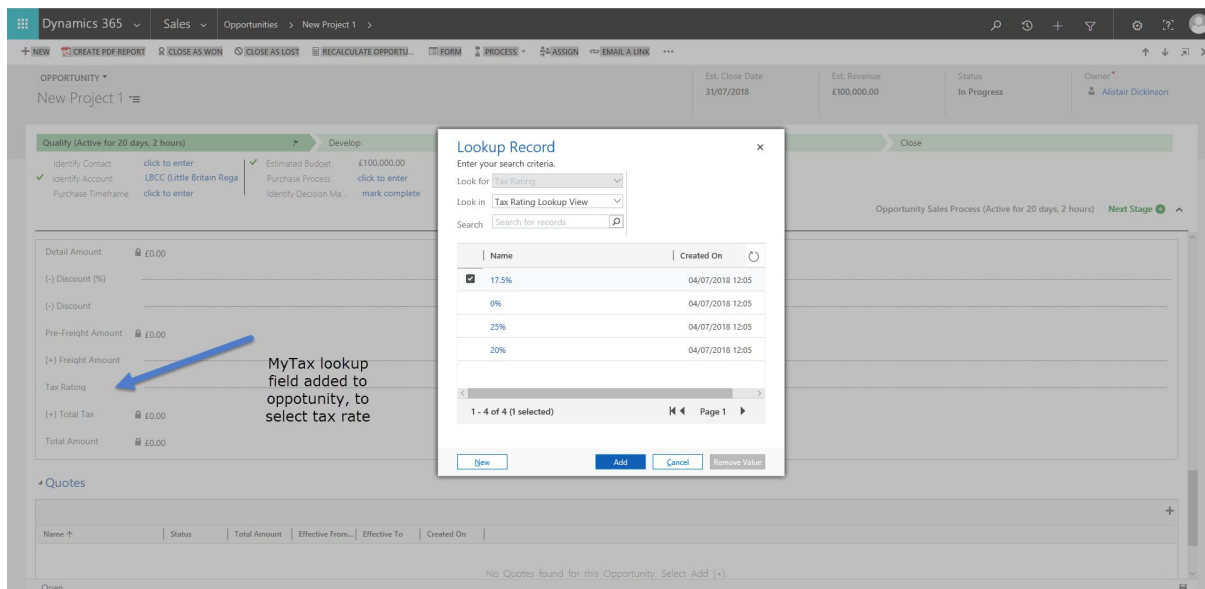 Dynamics 365 Sales Opportunities > New Project 1 >
NEW CREATE PDF REPORT CLOSE AS WON CLOSE AS LOST RECALCULATE OPPORTU... FORM PROCESS ASSIGN EMAIL A LINK ...
OPPORTUNITY
New Project 1
Est. Close Date
31/07/2018
Est. Revenue
£100,000.00
Status
In Progress
Owner*
Alistair Dickinson
Qualify (Active for 20 days, 2 hours) Develop Close
Identify Contact click to enter
Identify Account LBCC (Little Britain Rega
Purchase Timeframe click to enter
Estimated Budget £100,000.00
Purchase Process click to enter
Identify Decision Ma... mark complete
Opportunity Sales Process (Active for 20 days, 2 hours) Next Stage
Detail Amount £0.00
(-) Discount (%)
(-) Discount
Pre-Freight Amount £0.00
(+) Freight Amount
Tax Rating
(+) Total Tax £0.00
Total Amount £0.00
MyTax lookup
field added to
oppotunity, to
select tax rate
Lookup Record
Enter your search criteria.
Look for Tax Rating
Look in Tax Rating Lookup View
Search Search for records
Name Created On
17.5% 04/07/2018 12:05
0% 04/07/2018 12:05
25% 04/07/2018 12:05
20% 04/07/2018 12:05
1 - 4 of 4 (1 selected) Page 1
New Add Cancel Remove Value
Quotes
Name Status Total Amount Effective From... Effective To Created On
No Quotes found for this Opportunity. Select Add (+).
Open